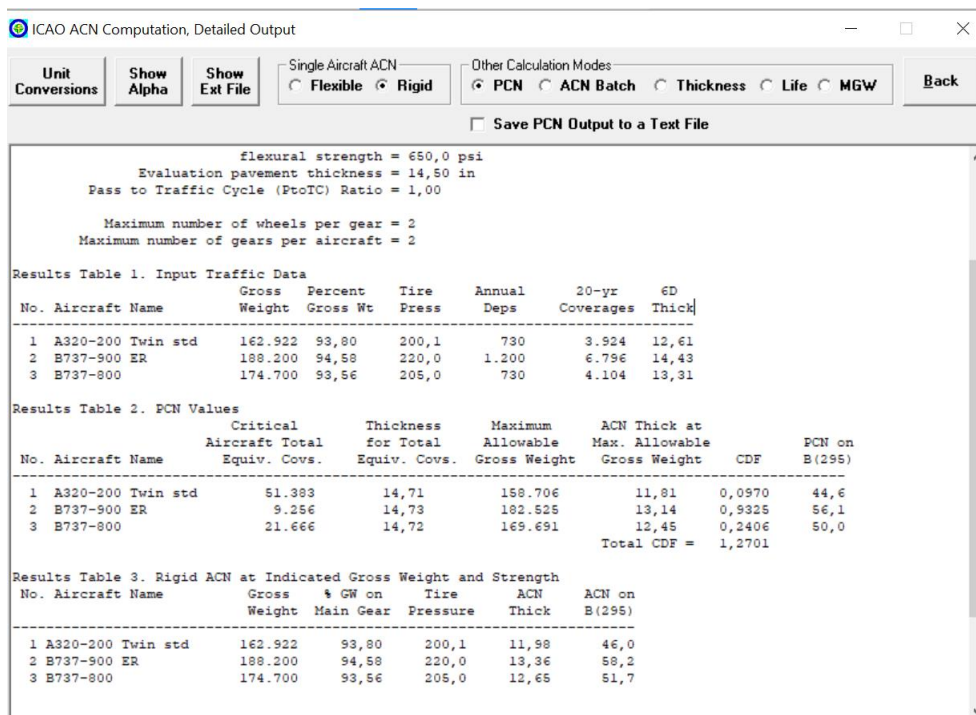 ICAO ACN Computation, Detailed Output
Unit Conversions
Show Alpha
Show Ext File
Single Aircraft ACN
Flexible Rigid
Other Calculation Modes
PCN ACN Batch Thickness Life MGW
Back
Save PCN Output to a Text File
flexural strength = 650,0 psi
Evaluation pavement thickness = 14,50 in
Pass to Traffic Cycle (PtoTC) Ratio = 1,00
Maximum number of wheels per gear = 2
Maximum number of gears per aircraft = 2
Results Table 1. Input Traffic Data
Gross Percent Tire Annual 20-yr 6D
No. Aircraft Name Weight Gross Wt Press Deps Coverages Thick
1 A320-200 Twin std 162.922 93,80 200,1 730 3.924 12,61
2 B737-900 ER 188.200 94,58 220,0 1.200 6.796 14,43
3 B737-800 174.700 93,56 205,0 730 4.104 13,31
Results Table 2. PCN Values
Critical Thickness Maximum ACN Thick at
Aircraft Total for Total Allowable Max. Allowable PCN on
No. Aircraft Name Equiv. Covs. Equiv. Covs. Gross Weight Gross Weight CDF B(295)
1 A320-200 Twin std 51.383 14,71 158.706 11,81 0,0970 44,6
2 B737-900 ER 9.256 14,73 182.525 13,14 0,9325 56,1
3 B737-800 21.666 14,72 169.691 12,45 0,2406 50,0
Total CDF = 1,2701
Results Table 3. Rigid ACN at Indicated Gross Weight and Strength
No. Aircraft Name Gross % GW on Tire ACN ACN on
Weight Main Gear Pressure Thick B(295)
1 A320-200 Twin std 162.922 93,80 200,1 11,98 46,0
2 B737-900 ER 188.200 94,58 220,0 13,36 58,2
3 B737-800 174.700 93,56 205,0 12,65 51,7